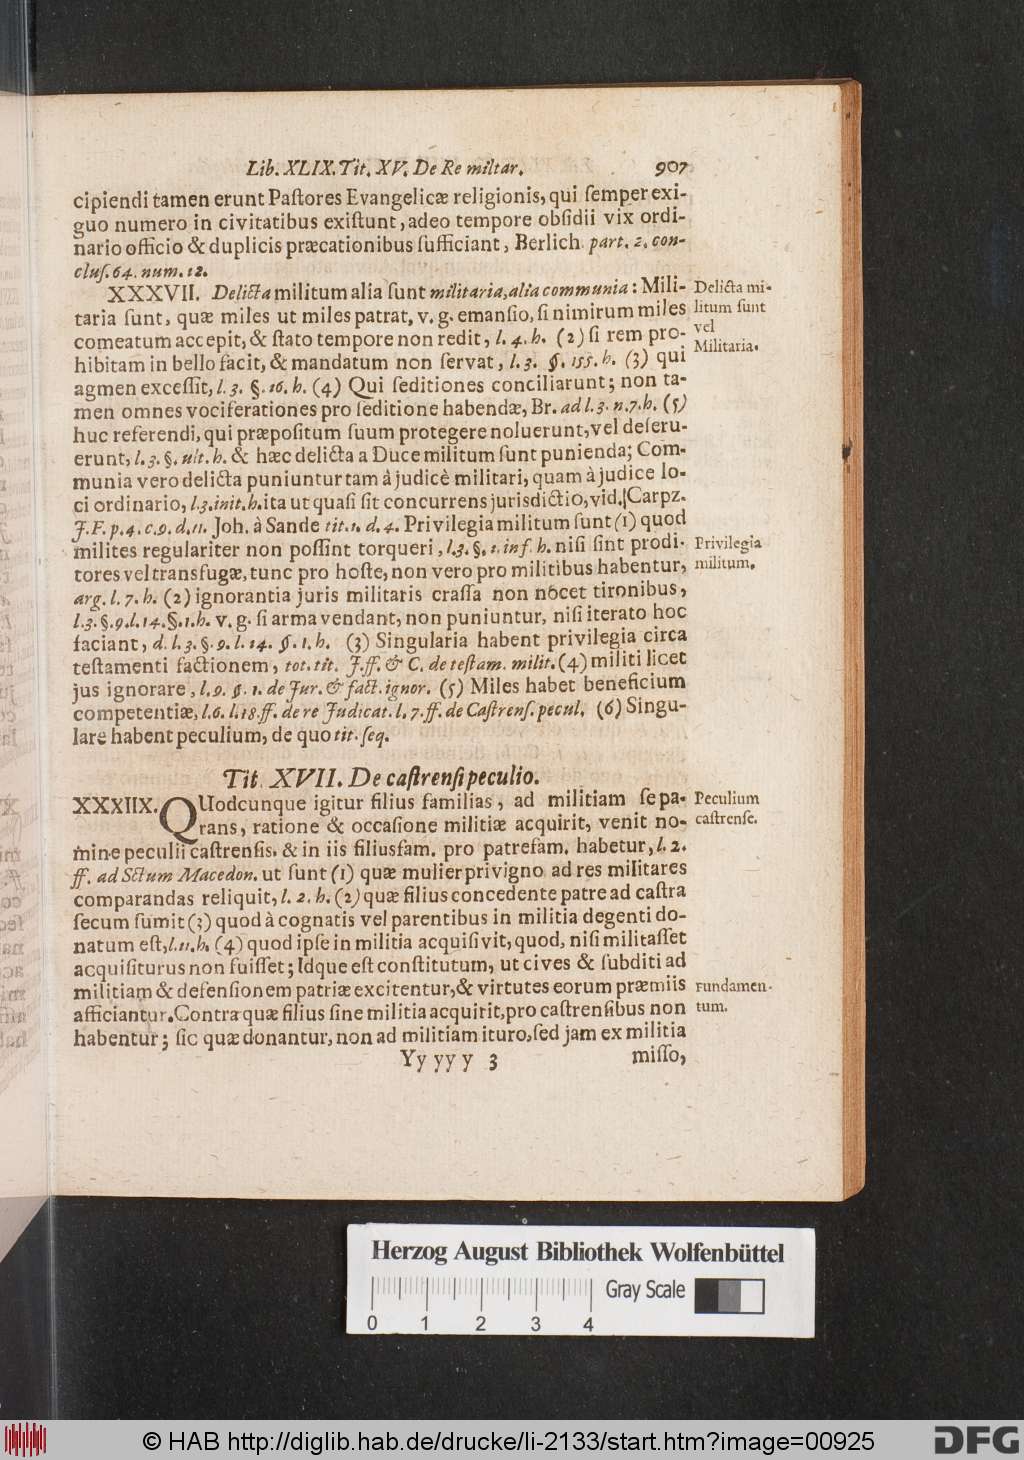 Lib. XLIX. Tit. XV. De Re miltar. 907
cipiendi tamen erunt Paſtores Evangelicæ religionis, qui ſemper exi-
guo numero in civitatibus exiſtunt, adeo tempore obſidii vix ordi-
nario officio & duplicis præcationibus ſufficiant, Berlich part. 2. con-
cluſ. 64. num. 12.
XXXVII. Delicta militum alia ſunt militaria, alia communia: Mili-
Delicta mi-
litum ſunt
vel
Militaria.
taria ſunt, quæ miles ut miles patrat, v. g. emanſio, ſi nimirum miles
comeatum accepit, & ſtato tempore non redit, l. 4. h. (2) ſi rem pro-
hibitam in bello facit, & mandatum non ſervat, l. 3. §. 155. h. (3) qui
agmen exceſſit, l. 3. §. 16. h. (4) Qui ſeditiones conciliarunt; non ta-
men omnes vociferationes pro ſeditione habendæ, Br. ad l. 3. n. 7. h. (5)
huc referendi, qui præpoſitum ſuum protegere noluerunt, vel deſeru-
erunt, l. 3. §. ult. h. & hæc delicta a Duce militum ſunt punienda; Com-
munia vero delicta puniuntur tam à judicè militari, quam à judice lo-
ci ordinario, l. 3. init. h. ita ut quaſi ſit concurrens jurisdictio, vid. Carpz.
J. F. p. 4. c. 9. d. 11. Joh. à Sande tit. 1. d. 4. Privilegia militum ſunt (1) quod
milites regulariter non poſſint torqueri, l. 3. §. 1. inf. h. niſi ſint prodi-
Privilegia
militum.
tores vel transfugæ, tunc pro hoſte, non vero pro militibus habentur,
arg. l. 7. h. (2) ignorantia juris militaris craſſa non nocet tironibus,
l. 3. §. 9. l. 14. §. 1. h. v. g. ſi arma vendant, non puniuntur, niſi iterato hoc
faciant, d. l. 3. §. 9. l. 14. §. 1. h. (3) Singularia habent privilegia circa
teſtamenti factionem, tot. tit. J. ff. & C. de teſtam. milit. (4) militi licet
jus ignorare, l. 9. §. 1. de Jur. & fact. ignor. (5) Miles habet beneficium
competentiæ, l. 6. l. 18. ff. de re Judicat. l. 7. ff. de Caſtrenſ. pecul. (6) Singu-
lare habent peculium, de quo tit. ſeq.
Tit XVII. De caſtrenſi peculio.
XXXIIX. QUodcunque igitur filius familias, ad militiam ſe pa-
Peculium
caſtrenſe.
rans, ratione & occaſione militiæ acquirit, venit no-
mine peculii caſtrenſis. & in iis filiusfam. pro patrefam. habetur, l. 2.
ff. ad Sctum Macedon. ut ſunt (1) quæ mulier privigno ad res militares
comparandas reliquit, l. 2. h. (2) quæ filius concedente patre ad caſtra
ſecum ſumit (3) quod à cognatis vel parentibus in militia degenti do-
natum eſt, l. 11. h. (4) quod ipſe in militia acquiſivit, quod, niſi militaſſet
acquiſiturus non fuiſſet; Idque eſt conſtitutum, ut cives & ſubditi ad
militiam & defenſionem patriæ excitentur, & virtutes eorum præmiis
Fundamen-
tum.
afficiantur. Contra quæ filius ſine militia acquirit, pro caſtrenſibus non
habentur; ſic quæ donantur, non ad militiam ituro, ſed jam ex militia
Yy yy y 3 miſſo,
Herzog August Bibliothek Wolfenbüttel
Gray Scale
0 1 2 3 4
© HAB http://diglib.hab.de/drucke/li-2133/start.htm?image=00925
DFG